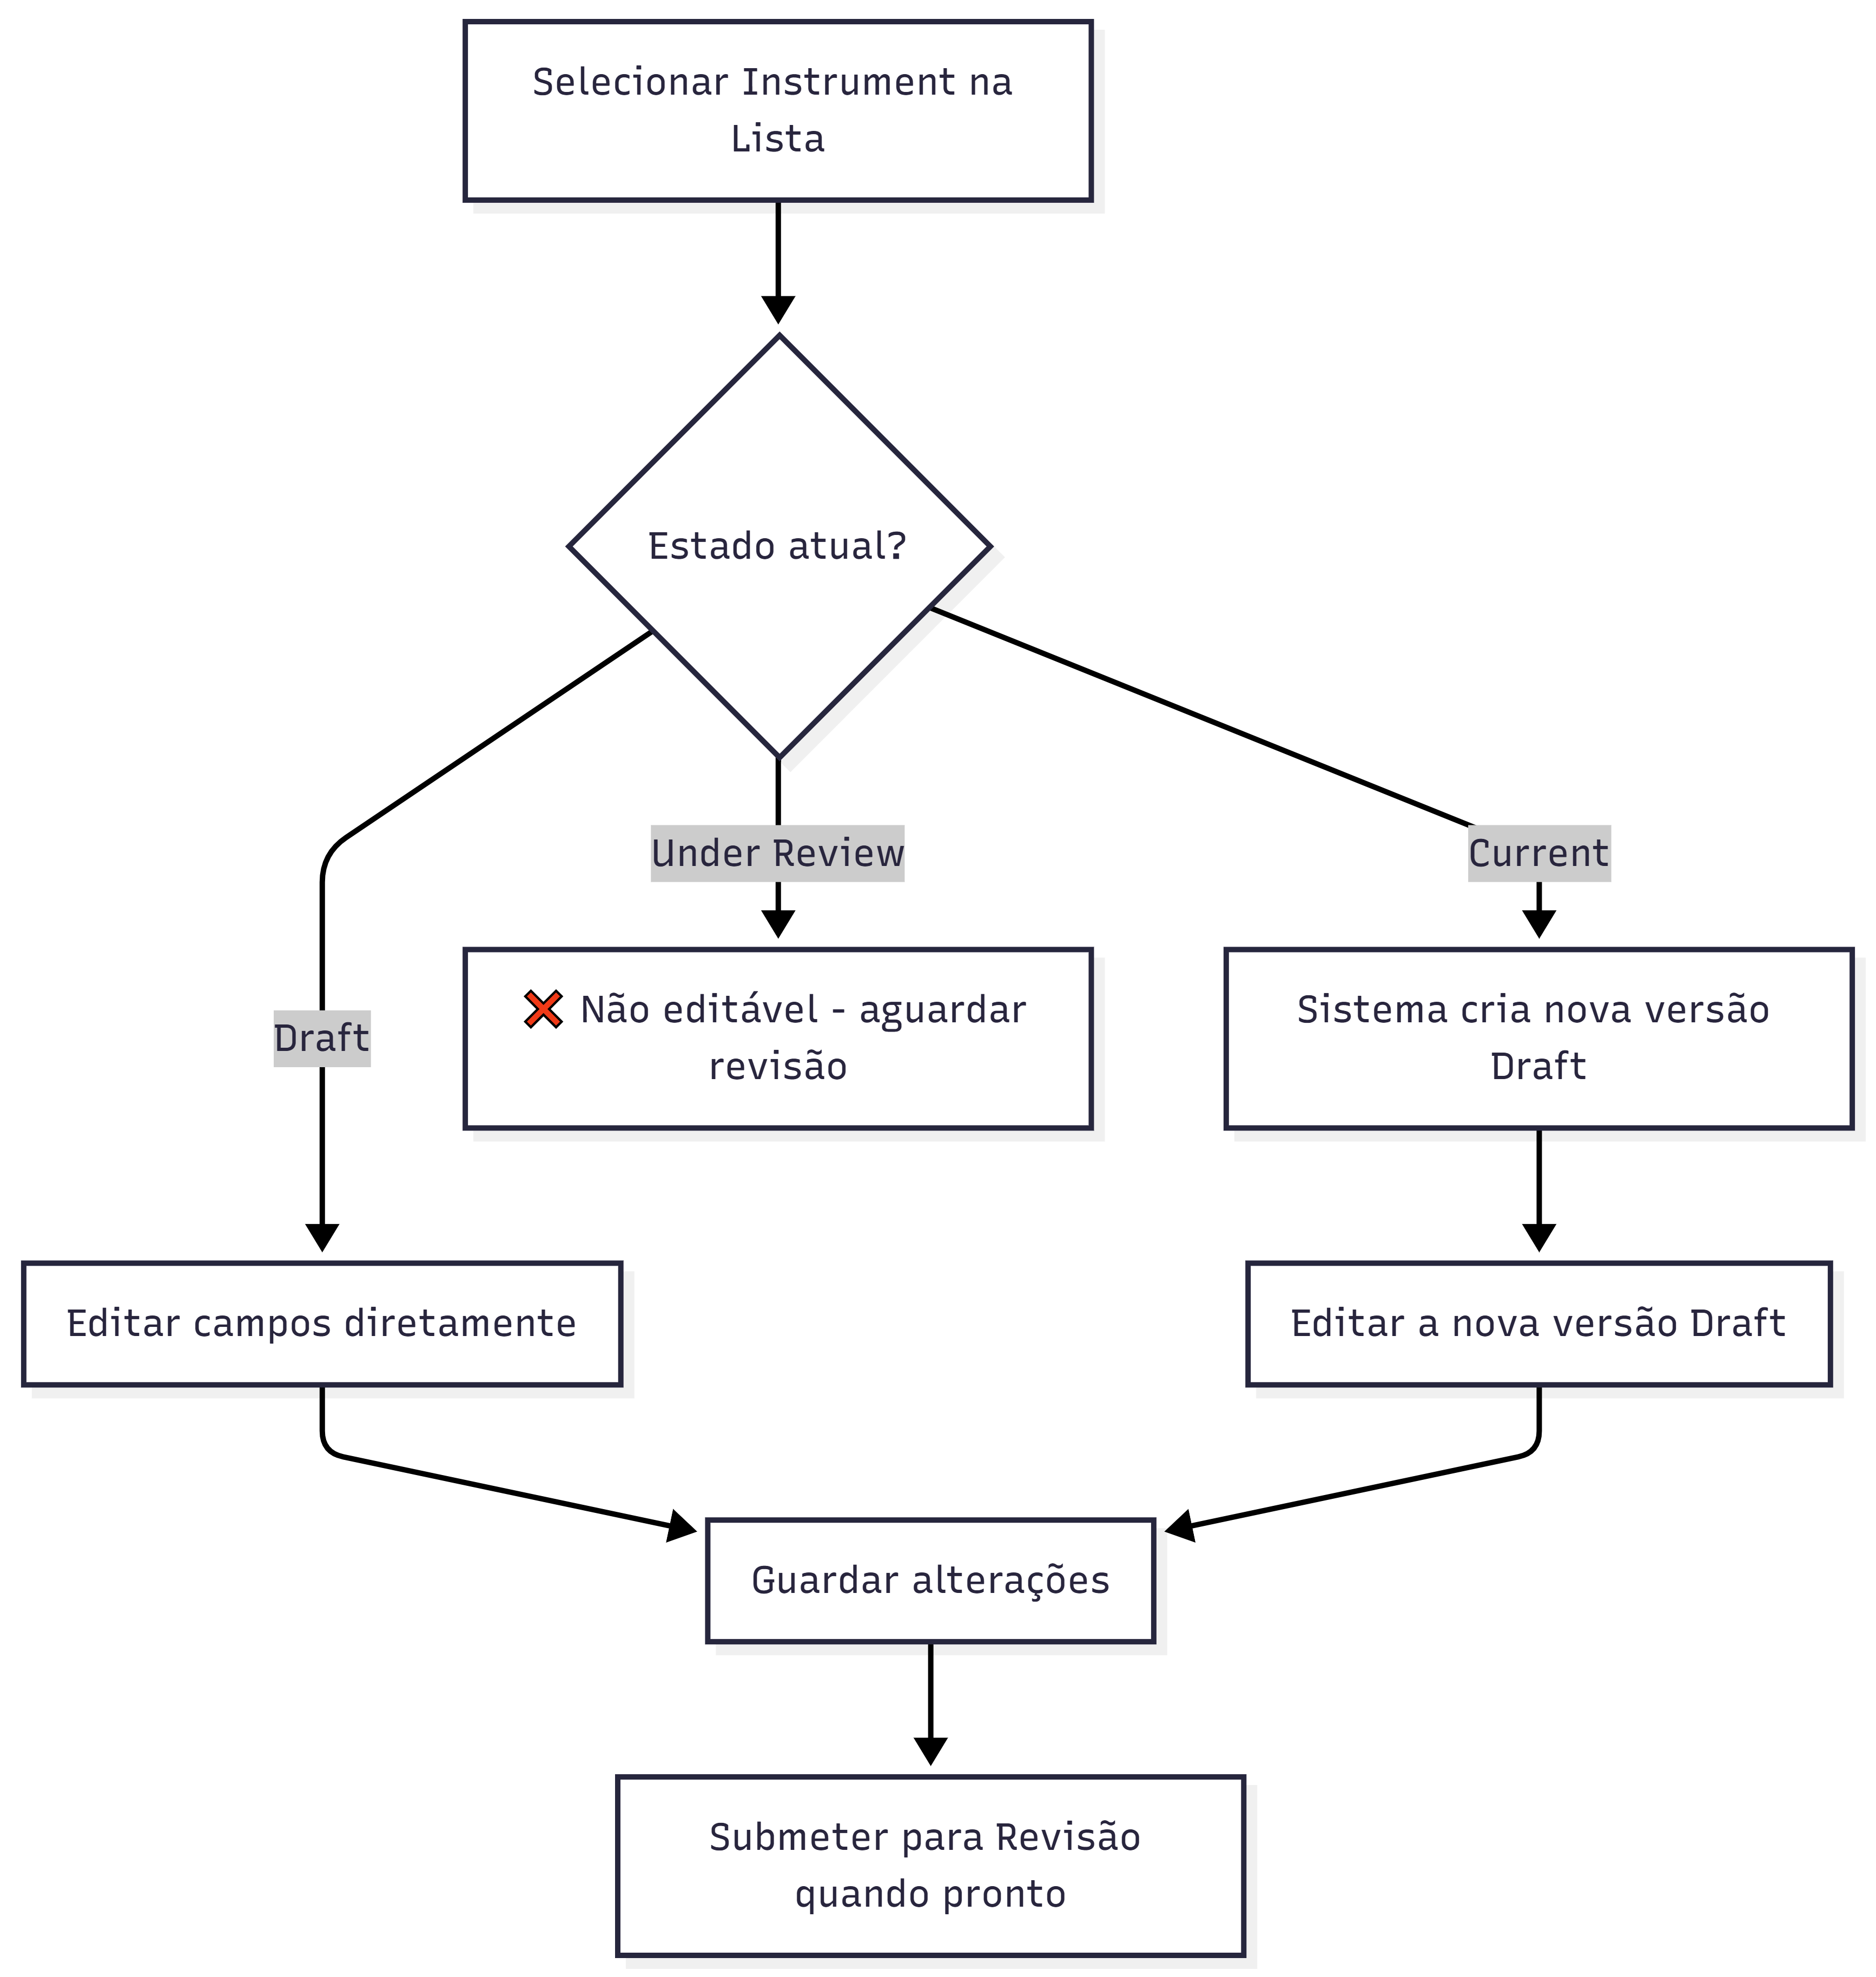 Selecionar Instrument na
Lista
Estado atual?
Under Review
Current
Draft
❌ Não editável - aguardar
revisão
Sistema cria nova versão
Draft
Editar campos diretamente
Editar a nova versão Draft
Guardar alterações
Submeter para Revisão
quando pronto